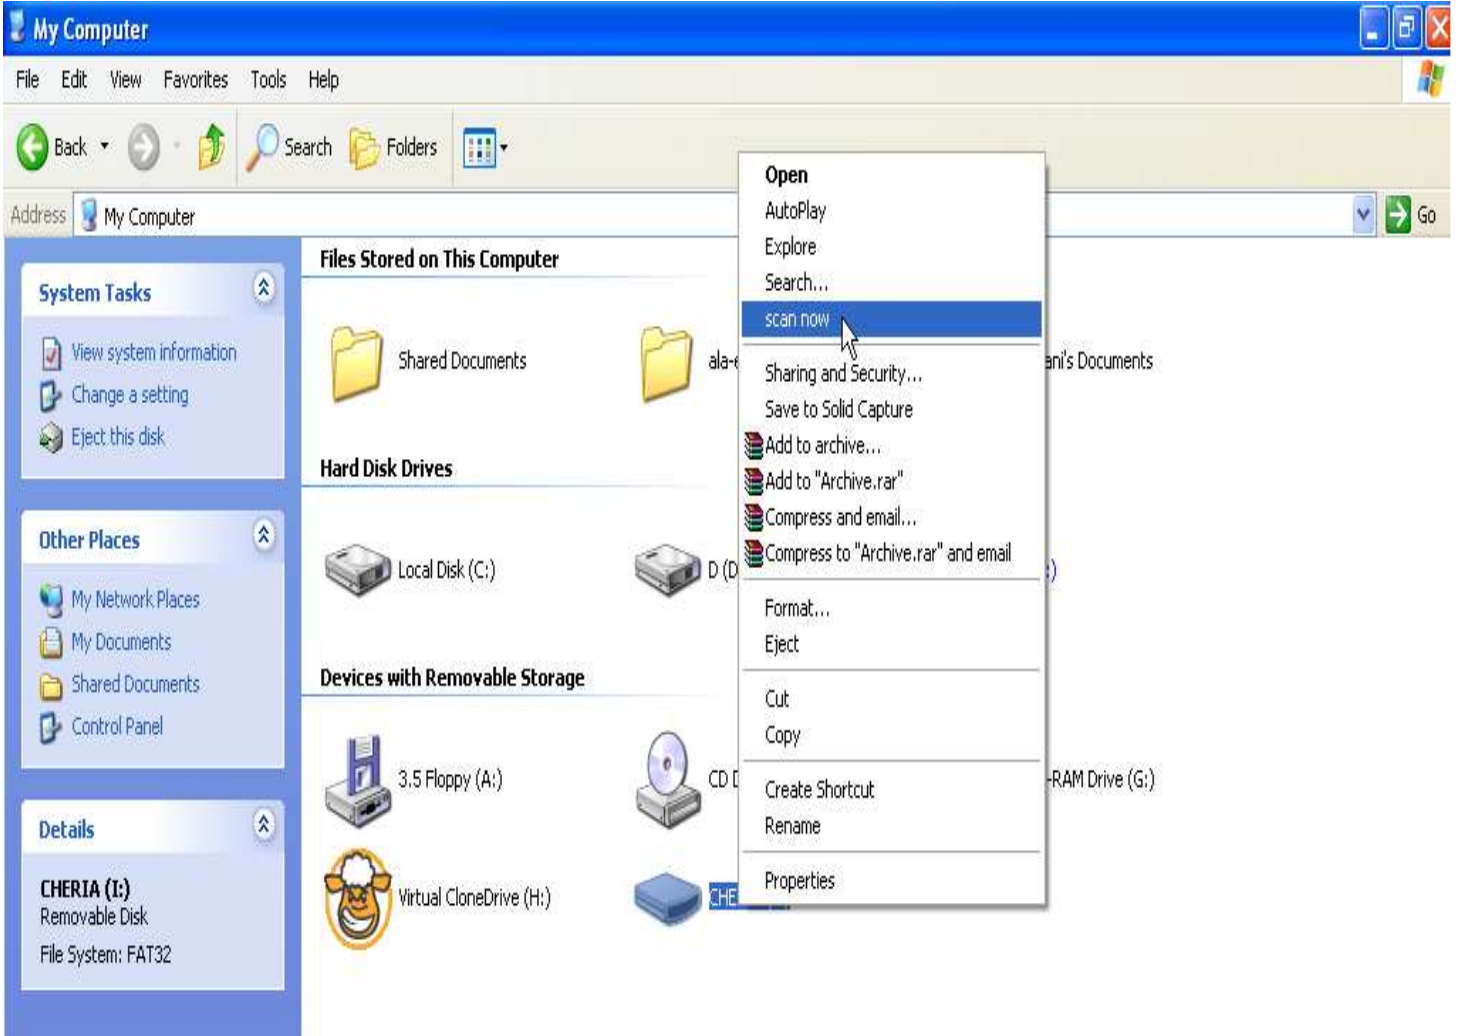 My Computer
File Edit View Favorites Tools Help
Back Search Folders
Address My Computer Go
System Tasks
View system information
Change a setting
Eject this disk
Other Places
My Network Places
My Documents
Shared Documents
Control Panel
Details
CHERIA (I:)
Removable Disk
File System: FAT32
Files Stored on This Computer
Shared Documents
ani's Documents
Hard Disk Drives
Local Disk (C:)
D (D
:)
Devices with Removable Storage
3.5 Floppy (A:)
CD D
-RAM Drive (G:)
Virtual CloneDrive (H:)
CHE
Open
AutoPlay
Explore
Search...
scan now
Sharing and Security...
Save to Solid Capture
Add to archive...
Add to "Archive.rar"
Compress and email...
Compress to "Archive.rar" and email
Format...
Eject
Cut
Copy
Create Shortcut
Rename
Properties